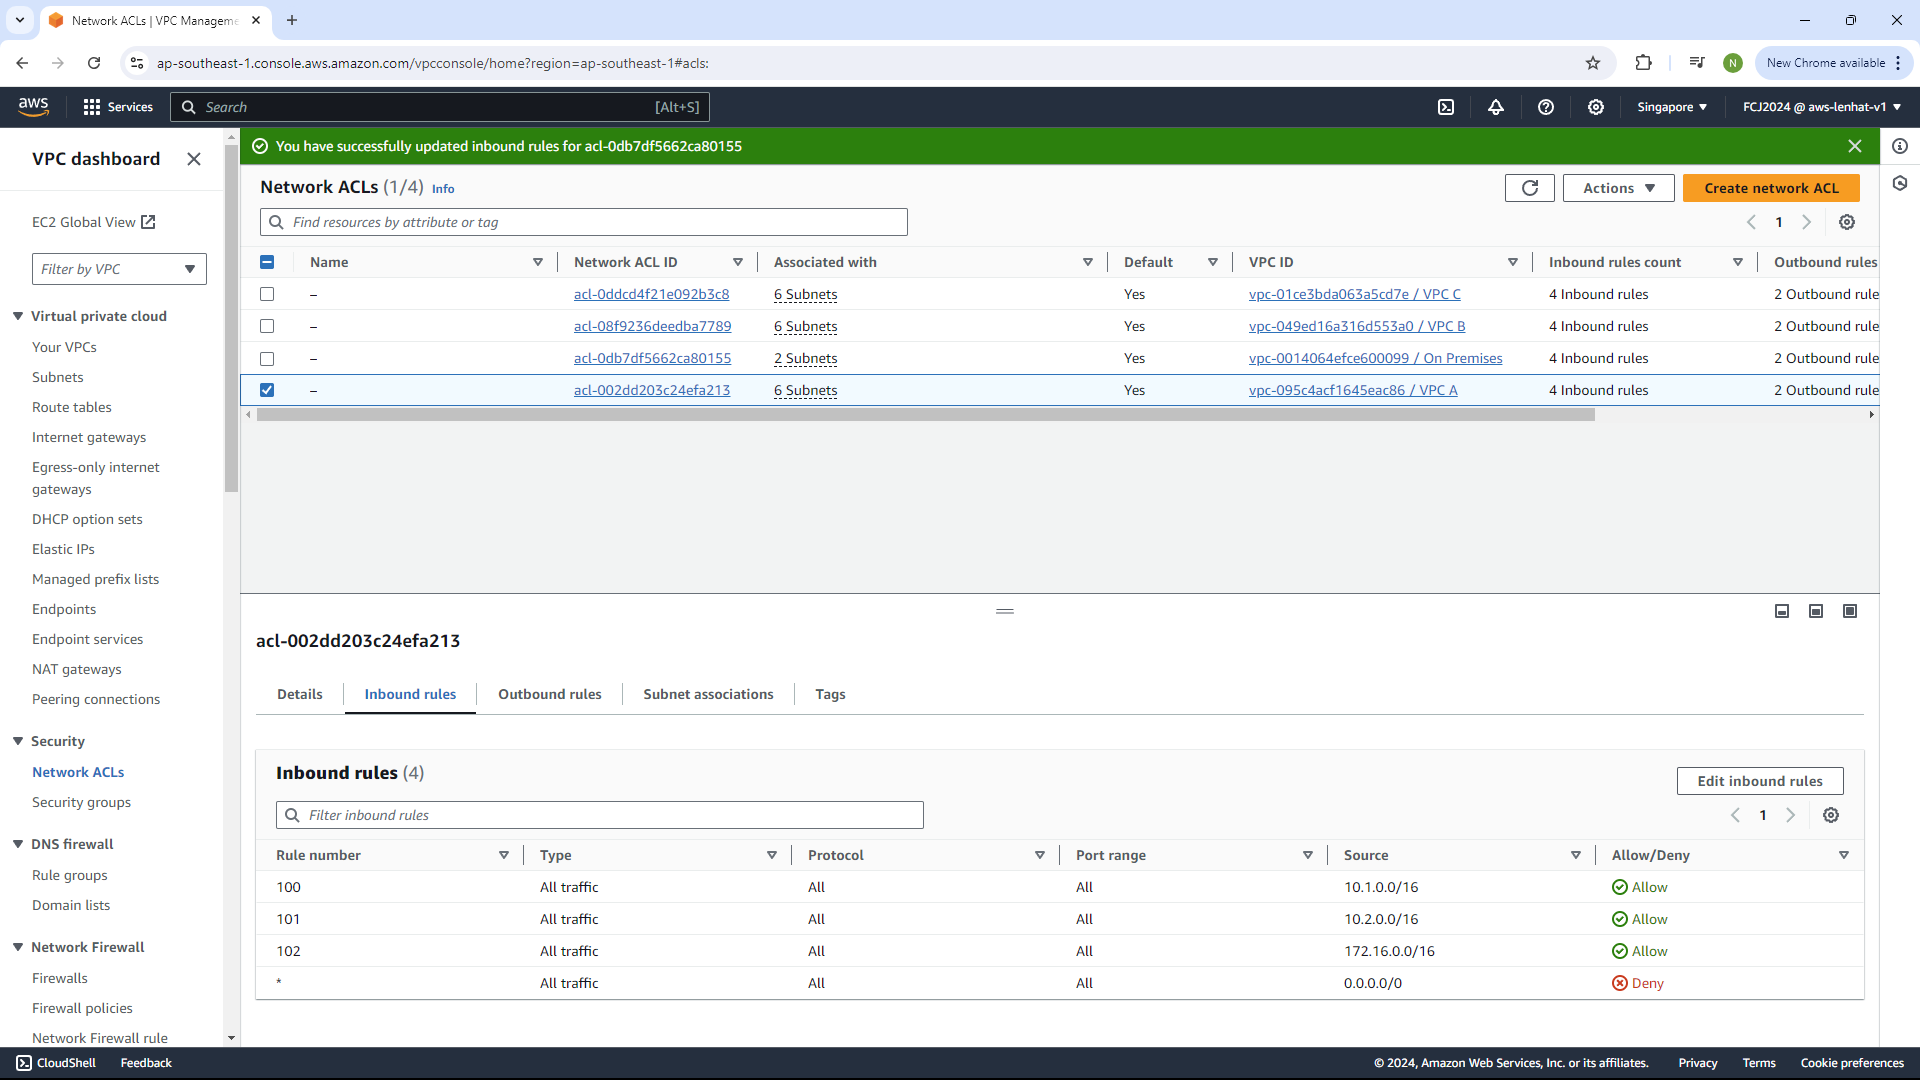 Network ACLs | VPC Manageme
ap-southeast-1.console.aws.amazon.com/vpcconsole/home?region=ap-southeast-1#acls:
N
New Chrome available
aws
Services
Search
[Alt+S]
Singapore
FCJ2024 @ aws-lenhat-v1
VPC dashboard
EC2 Global View
Filter by VPC
Virtual private cloud
Your VPCs
Subnets
Route tables
Internet gateways
Egress-only internet
gateways
DHCP option sets
Elastic IPs
Managed prefix lists
Endpoints
Endpoint services
NAT gateways
Peering connections
Security
Network ACLs
Security groups
DNS firewall
Rule groups
Domain lists
Network Firewall
Firewalls
Firewall policies
Network Firewall rule
You have successfully updated inbound rules for acl-0db7df5662ca80155
Network ACLs (1/4) Info
Actions
Create network ACL
Find resources by attribute or tag
1
Name Network ACL ID Associated with Default VPC ID Inbound rules count Outbound rules
– acl-0ddcd4f21e092b3c8 6 Subnets Yes vpc-01ce3bda063a5cd7e / VPC C 4 Inbound rules 2 Outbound rule
– acl-08f9236deedba7789 6 Subnets Yes vpc-049ed16a316d553a0 / VPC B 4 Inbound rules 2 Outbound rule
– acl-0db7df5662ca80155 2 Subnets Yes vpc-0014064efce600099 / On Premises 4 Inbound rules 2 Outbound rule
– acl-002dd203c24efa213 6 Subnets Yes vpc-095c4acf1645eac86 / VPC A 4 Inbound rules 2 Outbound rule
acl-002dd203c24efa213
Details Inbound rules Outbound rules Subnet associations Tags
Inbound rules (4)
Edit inbound rules
Filter inbound rules
1
Rule number Type Protocol Port range Source Allow/Deny
100 All traffic All All 10.1.0.0/16 Allow
101 All traffic All All 10.2.0.0/16 Allow
102 All traffic All All 172.16.0.0/16 Allow
* All traffic All All 0.0.0.0/0 Deny
CloudShell Feedback © 2024, Amazon Web Services, Inc. or its affiliates. Privacy Terms Cookie preferences